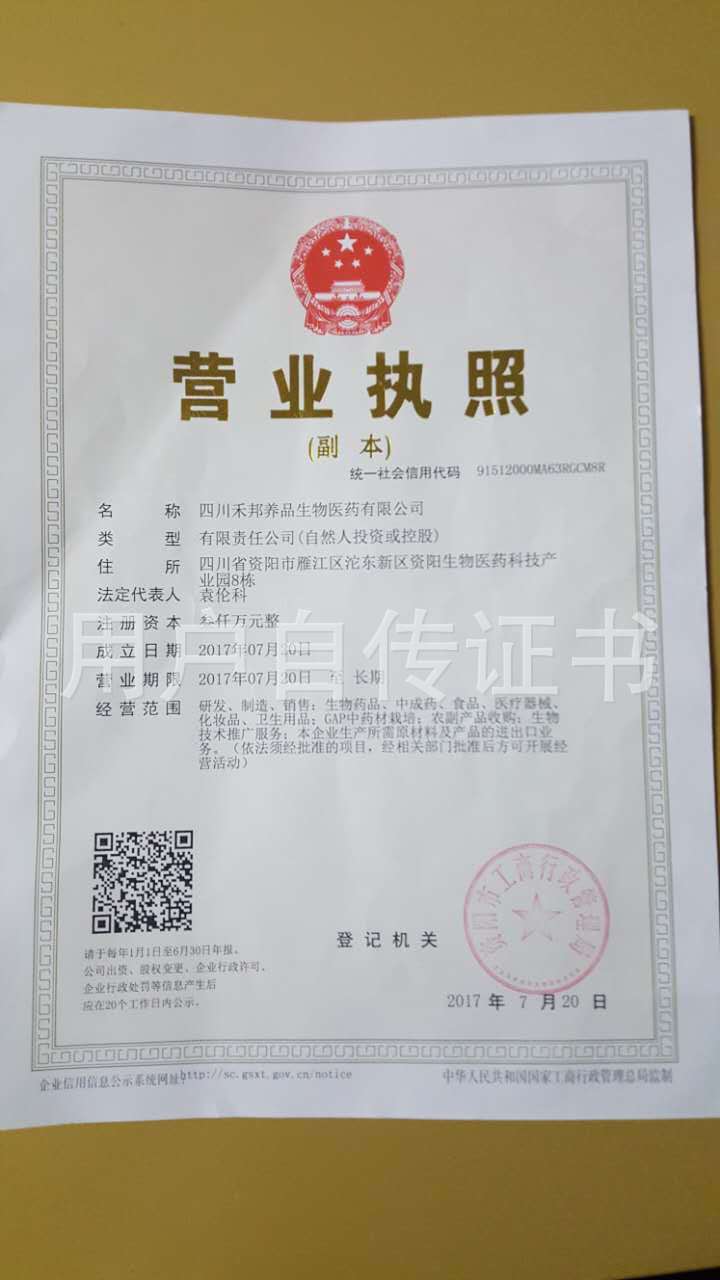 营业执照
(副 本)
统一社会信用代码 91512000MA63RGCM8R
名 称 四川禾邦养品生物医药有限公司
类 型 有限责任公司(自然人投资或控股)
住 所 四川省资阳市雁江区沱东新区资阳生物医药科技产
业园8栋
法定代表人 袁伦科
注册资本 叁仟万元整
成立日期 2017年07月20日
营业期限 2017年07月20日 至 长期
用户自传证书
经营范围 研发、制造、销售：生物药品、中成药、食品、医疗器械、
化妆品、卫生用品；GAP中药材栽培；农副产品收购；生物
技术推广服务；本企业生产所需原材料及产品的进出口业
务。（依法须经批准的项目，经相关部门批准后方可开展经
营活动）
请于每年1月1日至6月30日年报。
公司出资、股权变更、企业行政许可、
企业行政处罚等信息产生后
应在20个工作日内公示。
登记机关
资阳市工商行政管理局
2017 年 7 月 20 日
企业信用信息公示系统网址：http://sc.gsxt.gov.cn/notice
中华人民共和国国家工商行政管理总局监制